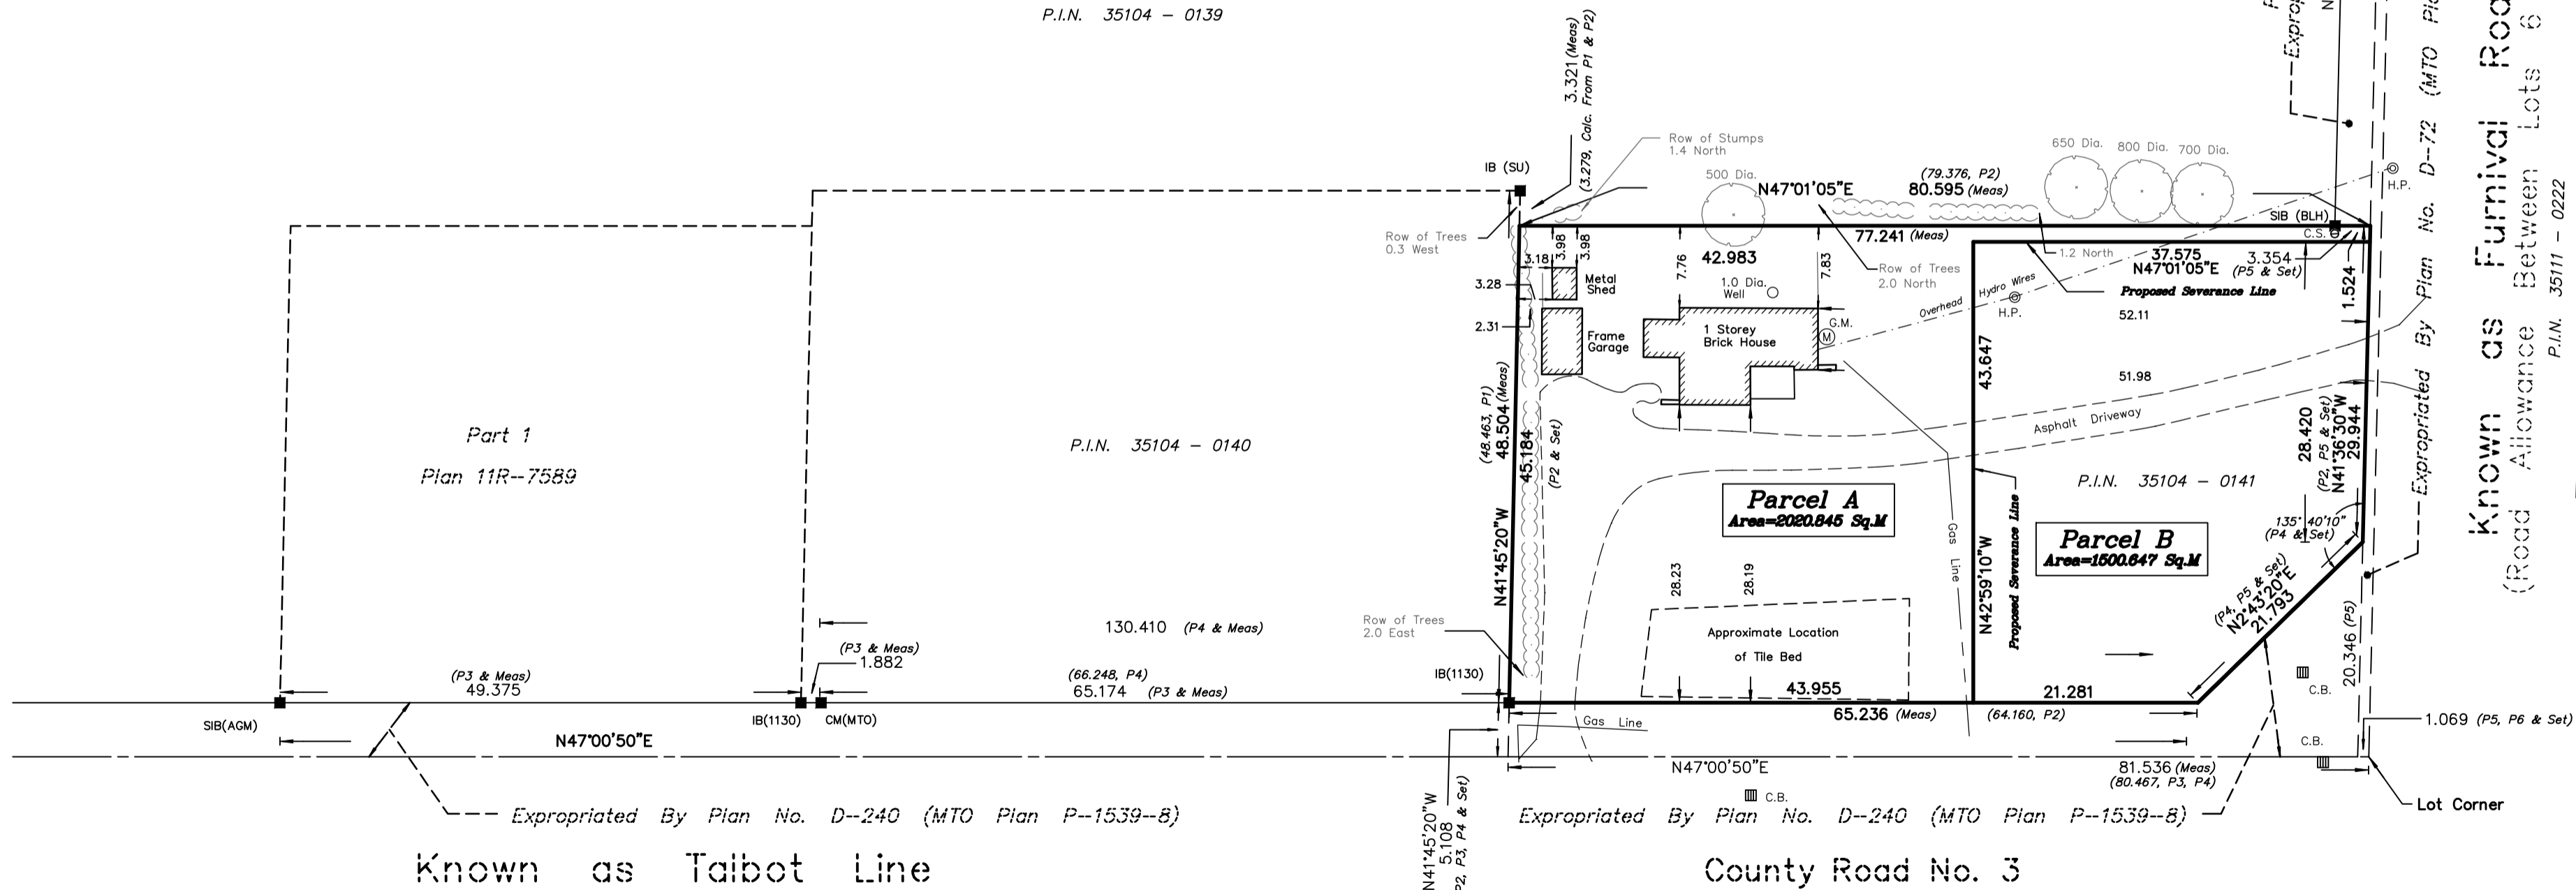 P.I.N. 35104 - 0139
3.321 (Meas)
(3.279, Calc. From P1 & P2)
Row of Stumps
1.4 North
IB (SU)
500 Dia.
N47°01'05"E
(79.376, P2)
80.595 (Meas)
650 Dia.
800 Dia.
700 Dia.
H.P.
SIB (BLH)
C.S.
Row of Trees
0.3 West
77.241 (Meas)
3.98
3.98
3.18
3.28
2.31
Metal
Shed
7.76
42.983
7.83
1.0 Dia.
Well
Row of Trees
2.0 North
1.2 North
37.575
N47°01'05"E
3.354
(P5 & Set)
Proposed Severance Line
1.524
Overhead Hydro Wires
H.P.
52.11
Frame
Garage
1 Storey
Brick House
G.M.
M
43.647
51.98
Asphalt Driveway
(48.463, P1)
48.504 (Meas)
45.184
(P2 & Set)
N41°45'20"W
Part 1
Plan 11R--7589
P.I.N. 35104 - 0140
Parcel A
Area=2020.845 Sq.M
Gas Line
N42°59'10"W
Proposed Severance Line
P.I.N. 35104 - 0141
Parcel B
Area=1500.647 Sq.M
28.420
(P2, P5 & Set)
N41°36'30"W
29.944
135° 40'10"
(P4 & Set)
(P4, P5 & Set)
N2°43'20"E
21.793
20.346 (P5)
28.23
28.19
Approximate Location
of Tile Bed
Row of Trees
2.0 East
130.410 (P4 & Meas)
(P3 & Meas)
1.882
(P3 & Meas)
49.375
(66.248, P4)
65.174 (P3 & Meas)
IB(1130)
43.955
21.281
C.B.
SIB(AGM)
IB(1130)
CM(MTO)
N47°00'50"E
Gas Line
65.236 (Meas)
(64.160, P2)
1.069 (P5, P6 & Set)
C.B.
N47°00'50"E
81.536 (Meas)
(80.467, P3, P4)
C.B.
Lot Corner
N41°45'20"W
5.108
P2, P3, P4 & Set)
Expropriated By Plan No. D--240 (MTO Plan P--1539--8)
Expropriated By Plan No. D--240 (MTO Plan P--1539--8)
Known as Talbot Line
County Road No. 3
Expropriated By Plan No. D--72 (MTO
Known as Furnival
(Road Allowance Between Lots 6
P.I.N. 35111 - 0222